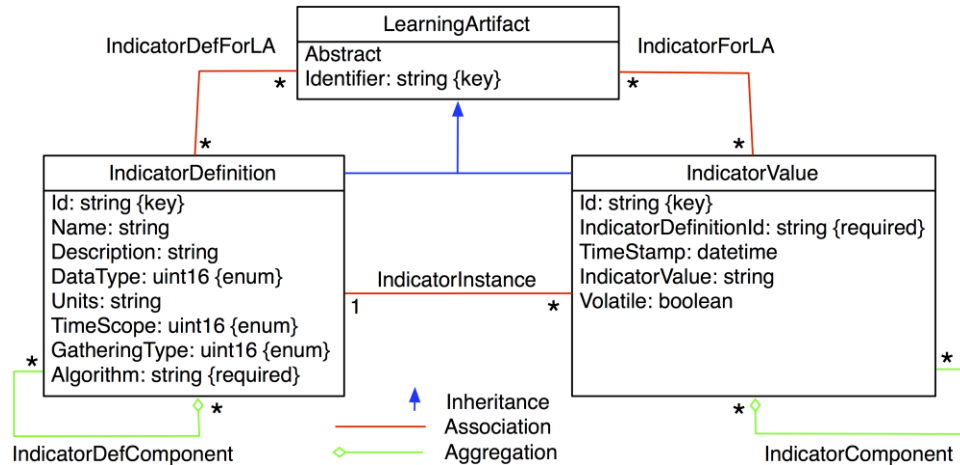 LearningArtifact
Abstract
Identifier: string {key}
IndicatorDefForLA
IndicatorForLA
*
*
*
*
IndicatorDefinition
Id: string {key}
Name: string
Description: string
DataType: uint16 {enum}
Units: string
TimeScope: uint16 {enum}
GatheringType: uint16 {enum}
Algorithm: string {required}
IndicatorInstance
1
*
IndicatorValue
Id: string {key}
IndicatorDefinitionId: string {required}
TimeStamp: datetime
IndicatorValue: string
Volatile: boolean
*
*
IndicatorDefComponent
Inheritance
Association
Aggregation
*
*
IndicatorComponent